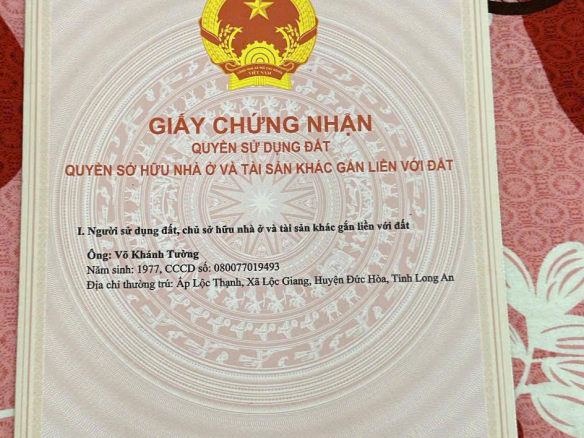 VIỆT NAM
GIẤY CHỨNG NHẬN
QUYỀN SỬ DỤNG ĐẤT
QUYỀN SỞ HỮU NHÀ Ở VÀ TÀI SẢN KHÁC GẮN LIỀN VỚI ĐẤT
I. Người sử dụng đất, chủ sở hữu nhà ở và tài sản khác gắn liền với đất
Ông: Võ Khánh Tường
Năm sinh: 1977, CCCD số: 080077019493
Địa chỉ thường trú: Ấp Lộc Thạnh, Xã Lộc Giang, Huyện Đức Hòa, Tỉnh Long An